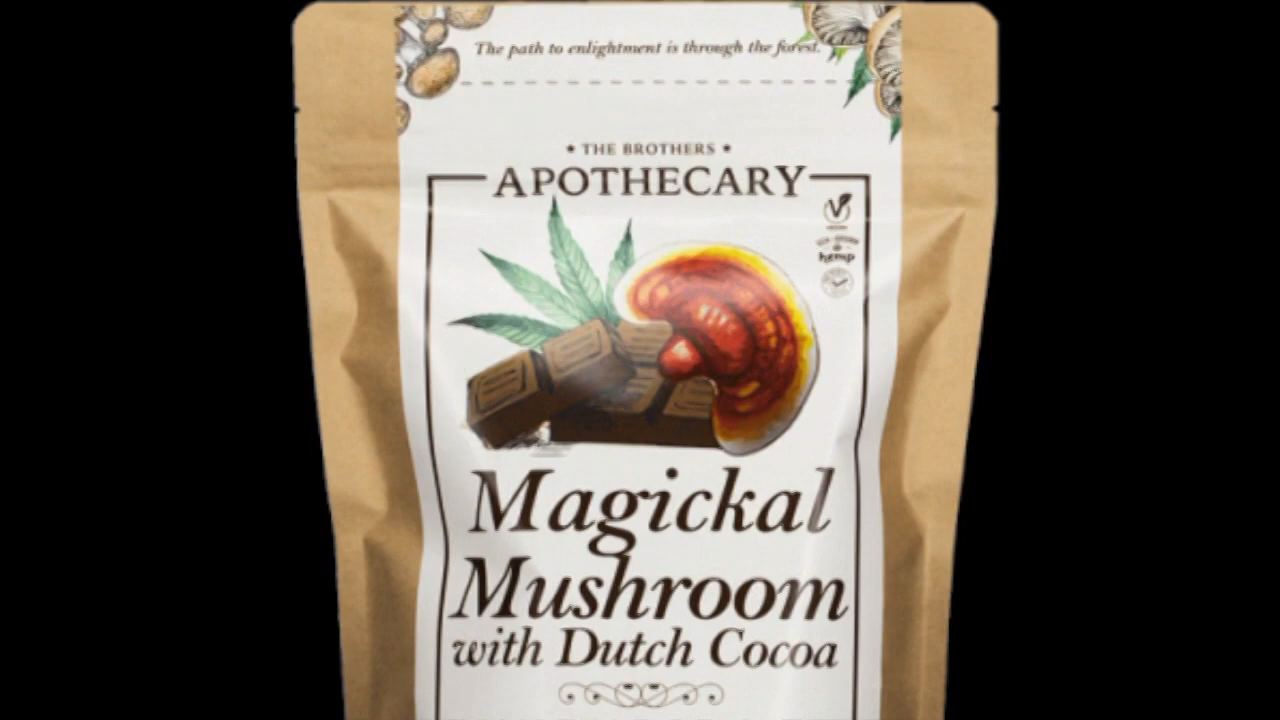 The path to enlightment is through the forest.
• THE BROTHERS •
APOTHECARY
hemp
Magickal
Mushroom
with Dutch Cocoa